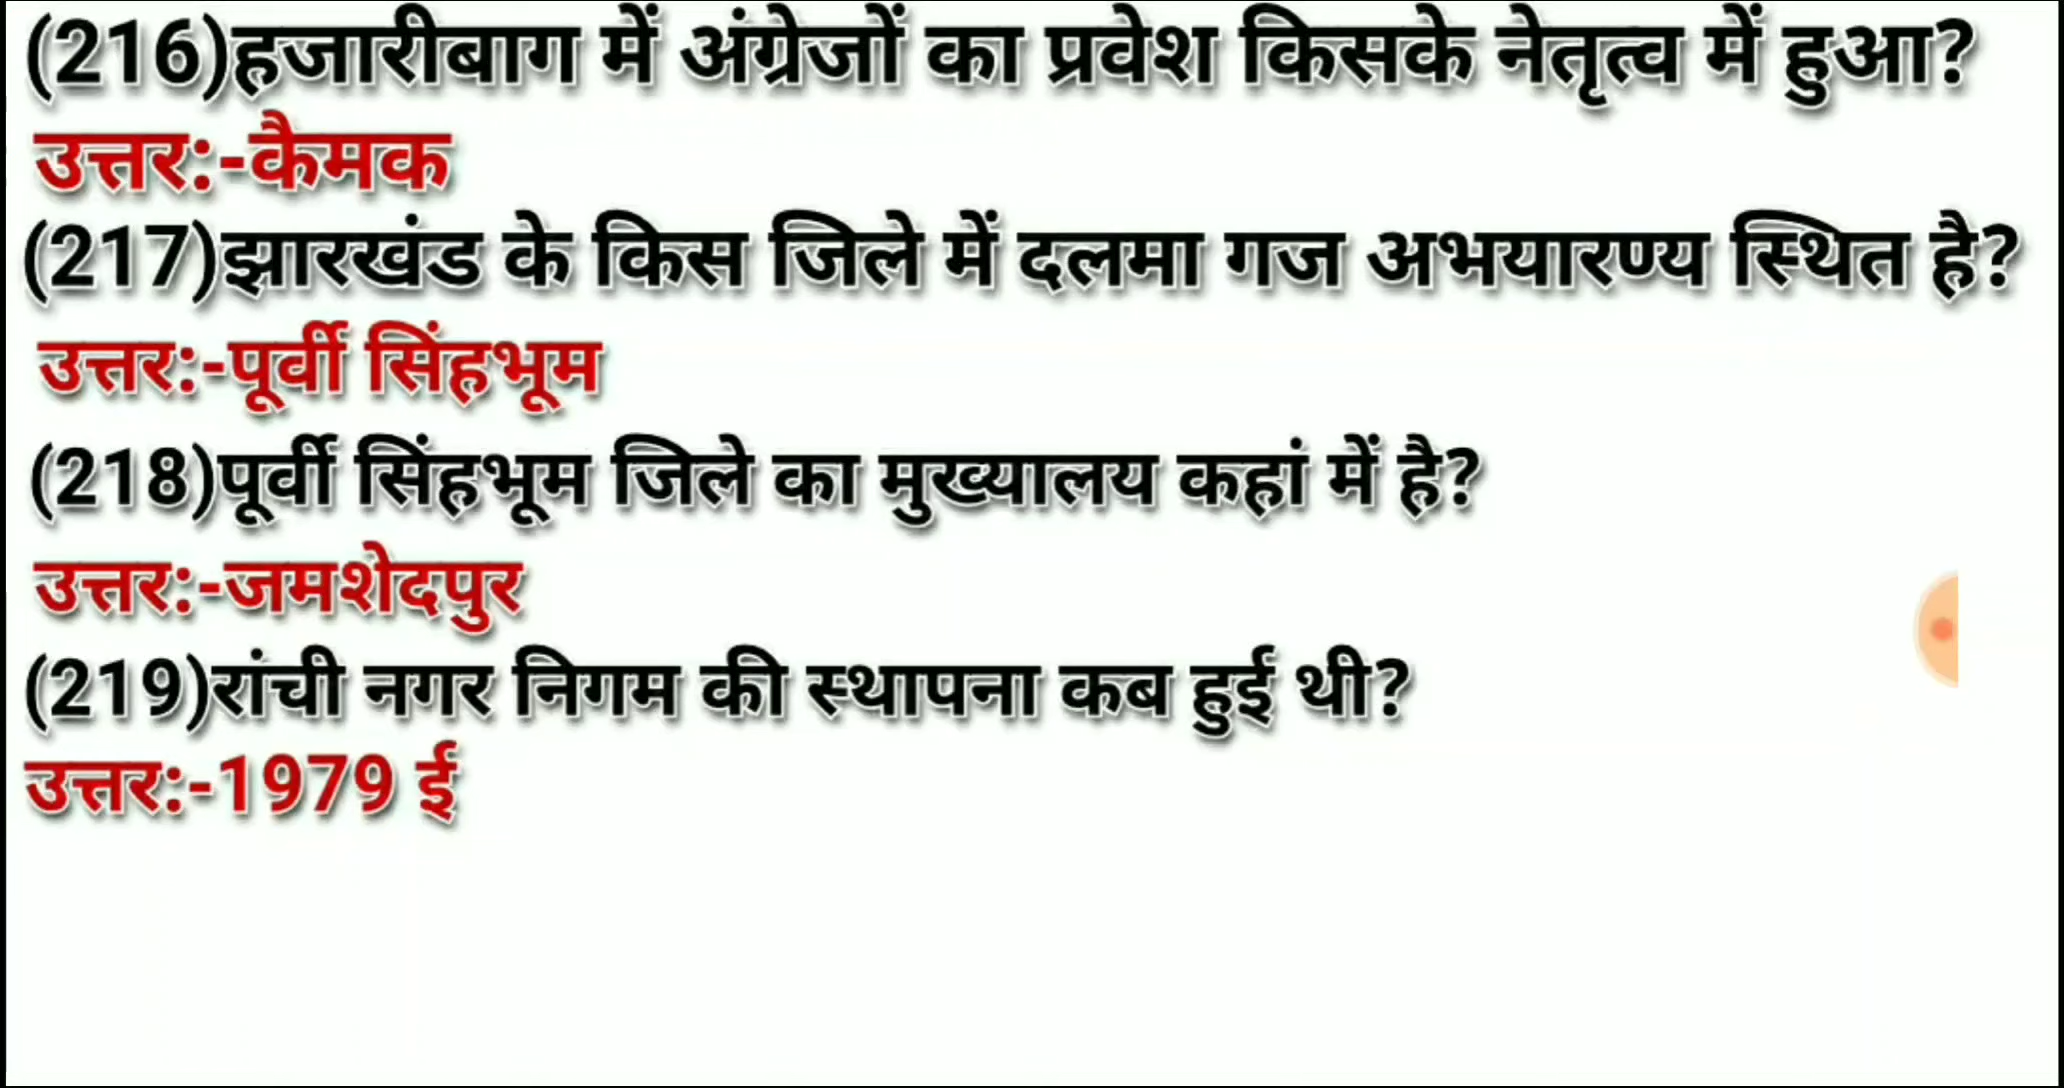 (216)हजारीबाग में अंग्रेजों का प्रवेश किसके नेतृत्व में हुआ?
उत्तर:-कैमक
(217)झारखंड के किस जिले में दलमा गज अभयारण्य स्थित है?
उत्तर:-पूर्वी सिंहभूम
(218)पूर्वी सिंहभूम जिले का मुख्यालय कहां में है?
उत्तर:-जमशेदपुर
(219)रांची नगर निगम की स्थापना कब हुई थी?
उत्तर:-1979 ई